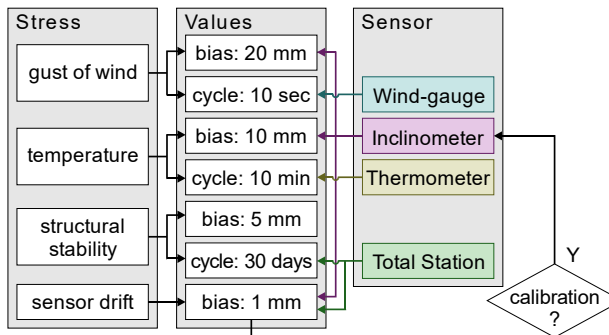 Stress
Values
Sensor
gust of wind
bias: 20 mm
cycle: 10 sec
Wind-gauge
temperature
bias: 10 mm
Inclinometer
cycle: 10 min
Thermometer
structural
stability
bias: 5 mm
cycle: 30 days
Total Station
sensor drift
bias: 1 mm
Y
calibration
?